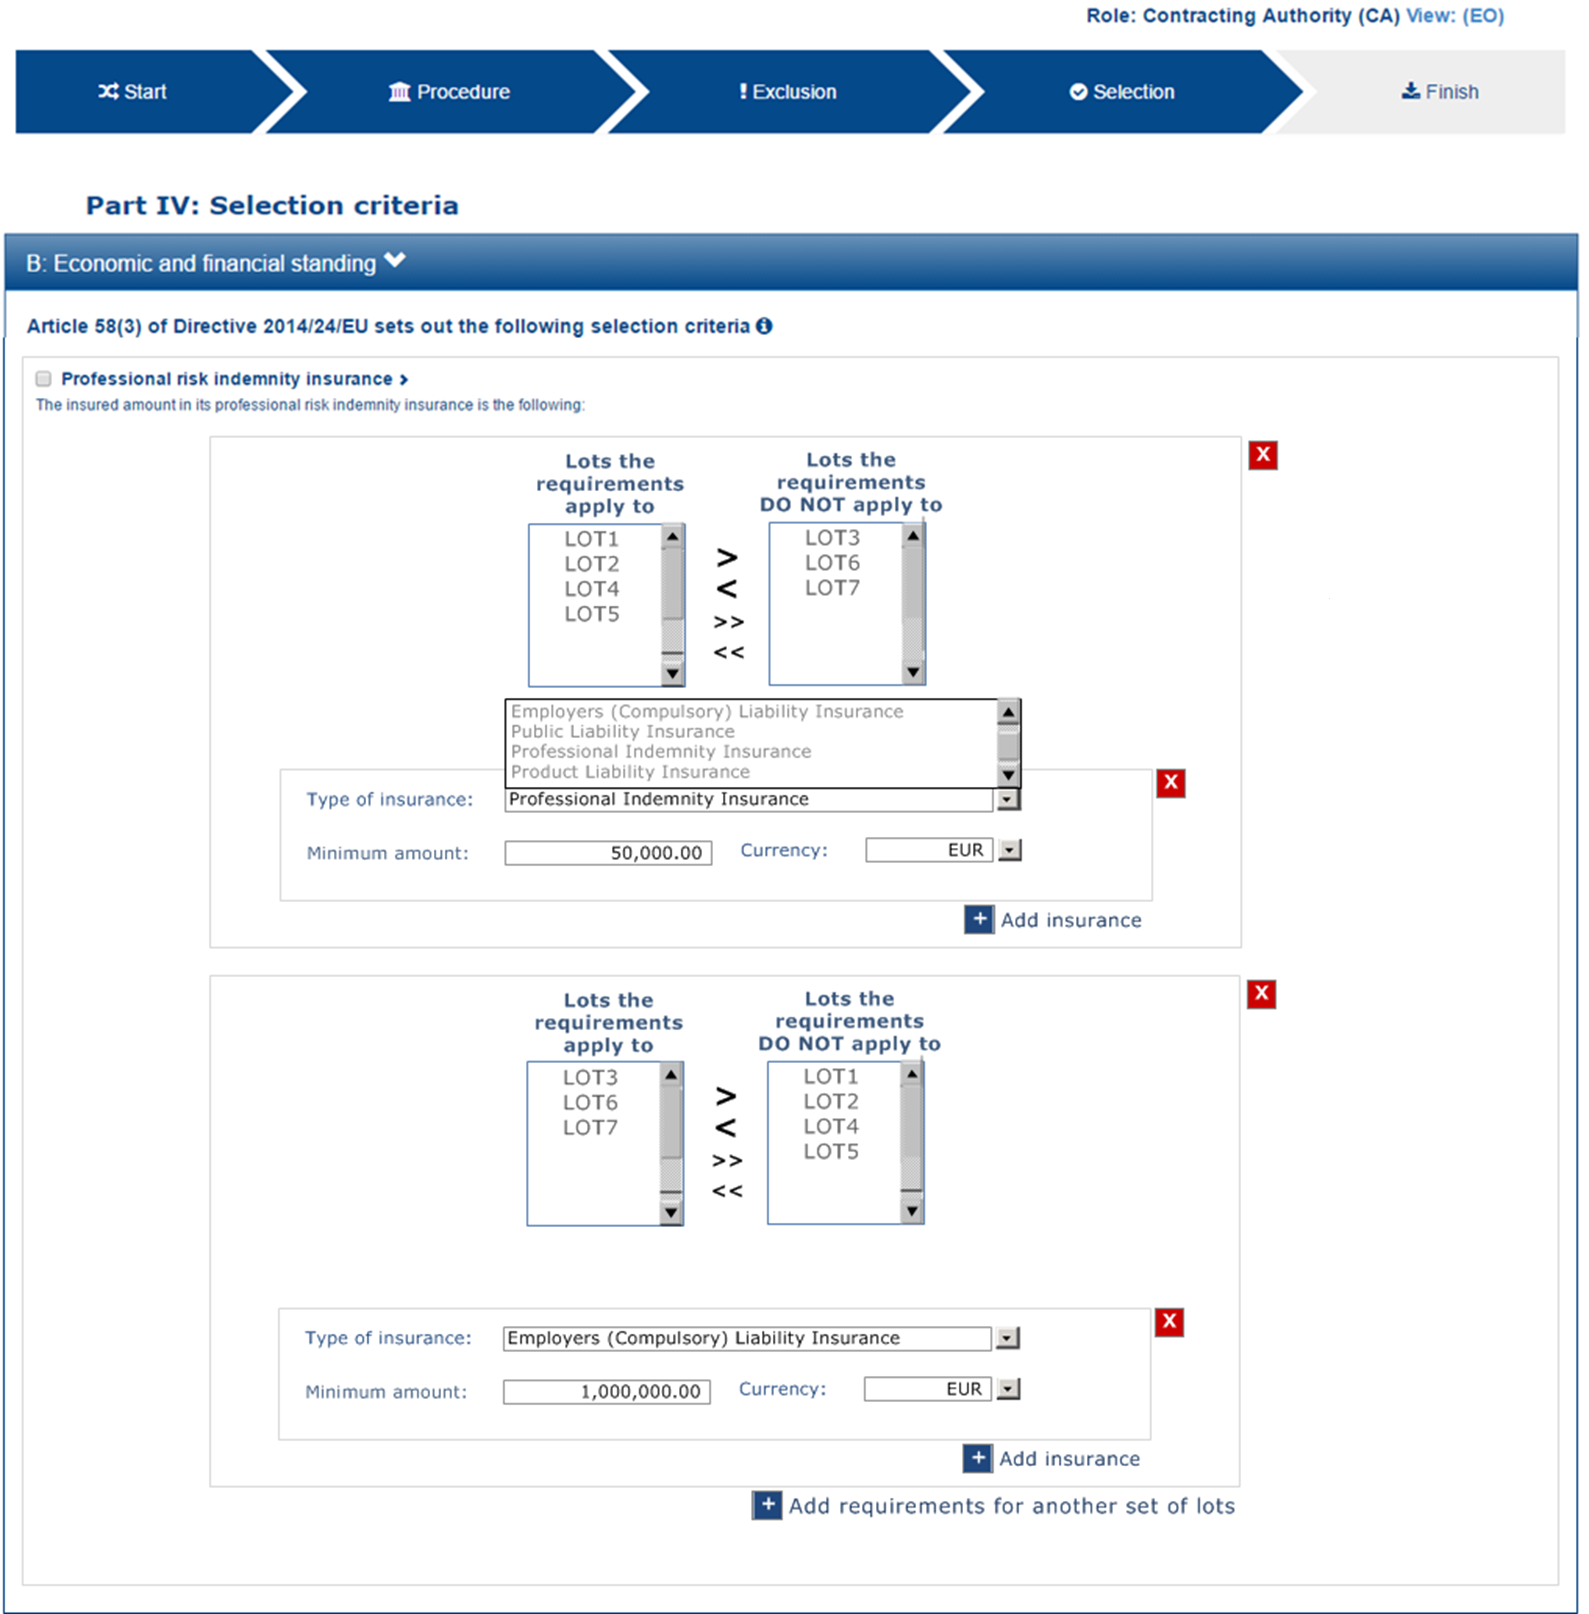 Role: Contracting Authority (CA) View: (EO)
Start
Procedure
! Exclusion
Selection
Finish
Part IV: Selection criteria
B: Economic and financial standing
Article 58(3) of Directive 2014/24/EU sets out the following selection criteria
Professional risk indemnity insurance >
The insured amount in its professional risk indemnity insurance is the following:
X
Lots the
requirements
apply to
Lots the
requirements
DO NOT apply to
LOT1
LOT2
LOT4
LOT5
>
<
>>
<<
LOT3
LOT6
LOT7
Employers (Compulsory) Liability Insurance
Public Liability Insurance
Professional Indemnity Insurance
Product Liability Insurance
X
Type of insurance: Professional Indemnity Insurance
Minimum amount: 50,000.00 Currency: EUR
+ Add insurance
X
Lots the
requirements
apply to
Lots the
requirements
DO NOT apply to
LOT3
LOT6
LOT7
>
<
>>
<<
LOT1
LOT2
LOT4
LOT5
X
Type of insurance: Employers (Compulsory) Liability Insurance
Minimum amount: 1,000,000.00 Currency: EUR
+ Add insurance
+ Add requirements for another set of lots